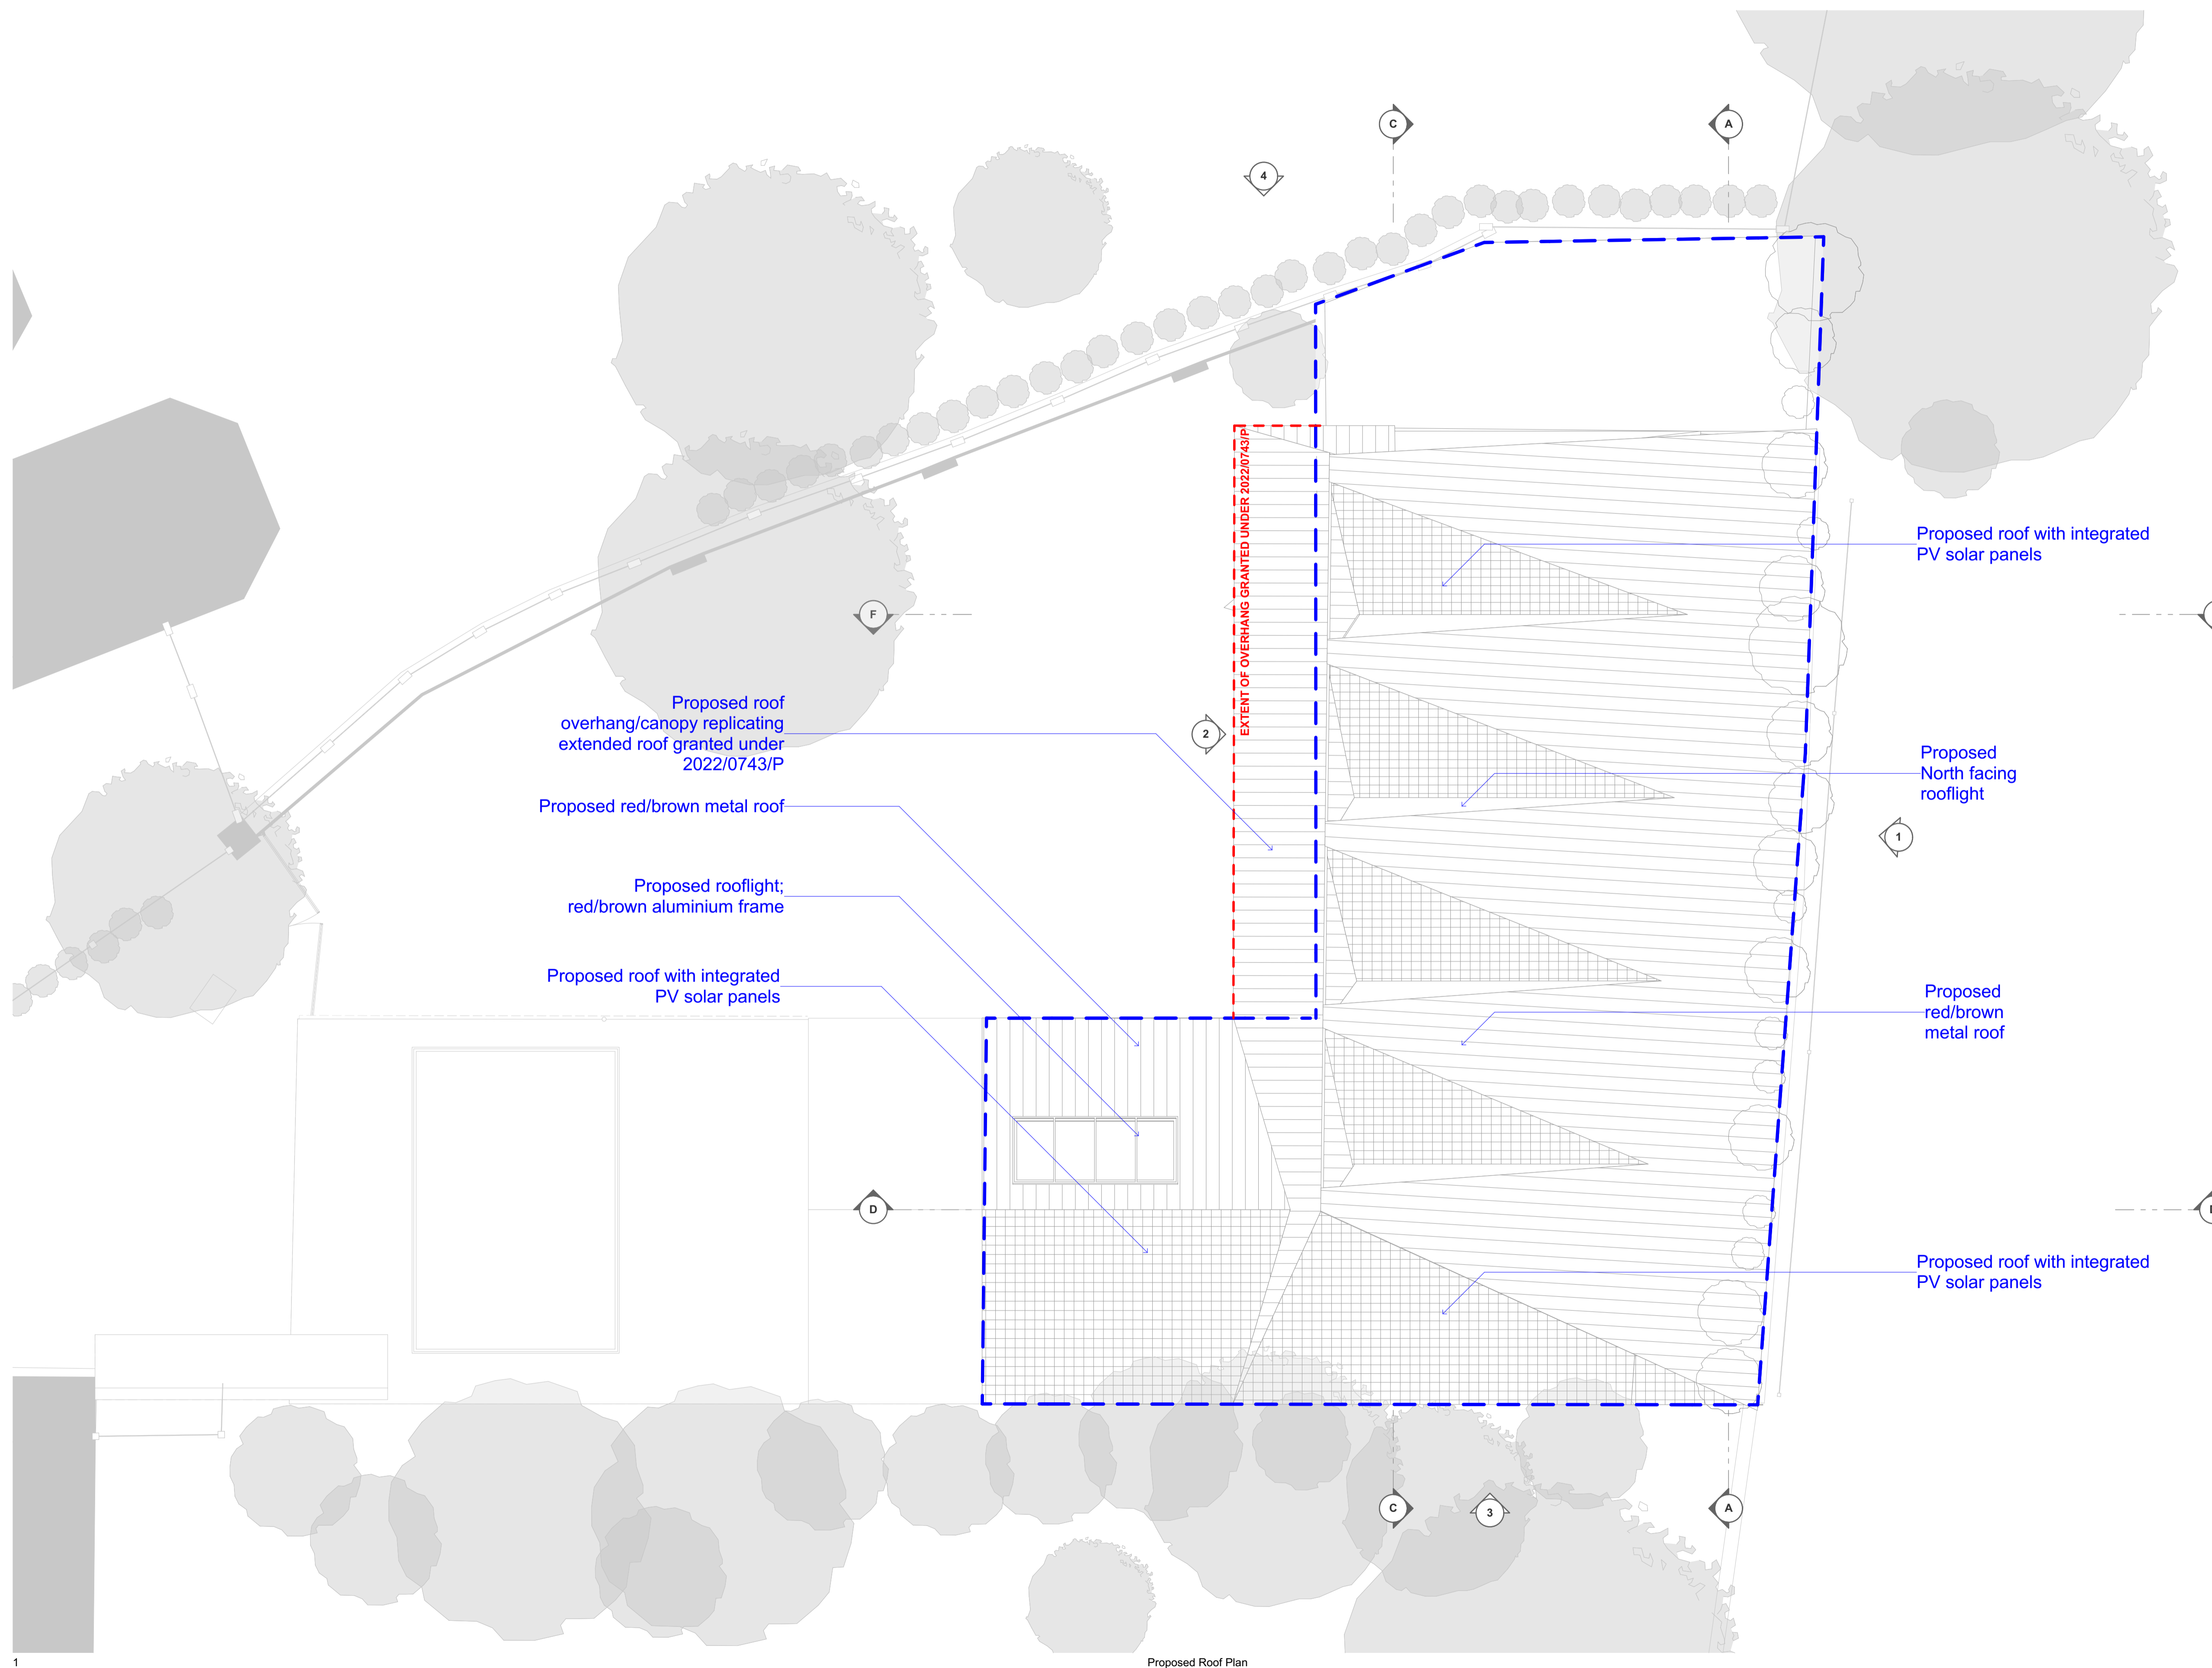 C
A
4
Proposed roof with integrated
PV solar panels
EXTENT OF OVERHANG GRANTED UNDER 2022/0743/P
F
Proposed roof
overhang/canopy replicating
extended roof granted under
2022/0743/P
2
Proposed
North facing
rooflight
Proposed red/brown metal roof
1
Proposed rooflight;
red/brown aluminium frame
Proposed roof with integrated
PV solar panels
Proposed
red/brown
metal roof
D
Proposed roof with integrated
PV solar panels
C
3
A
1
Proposed Roof Plan